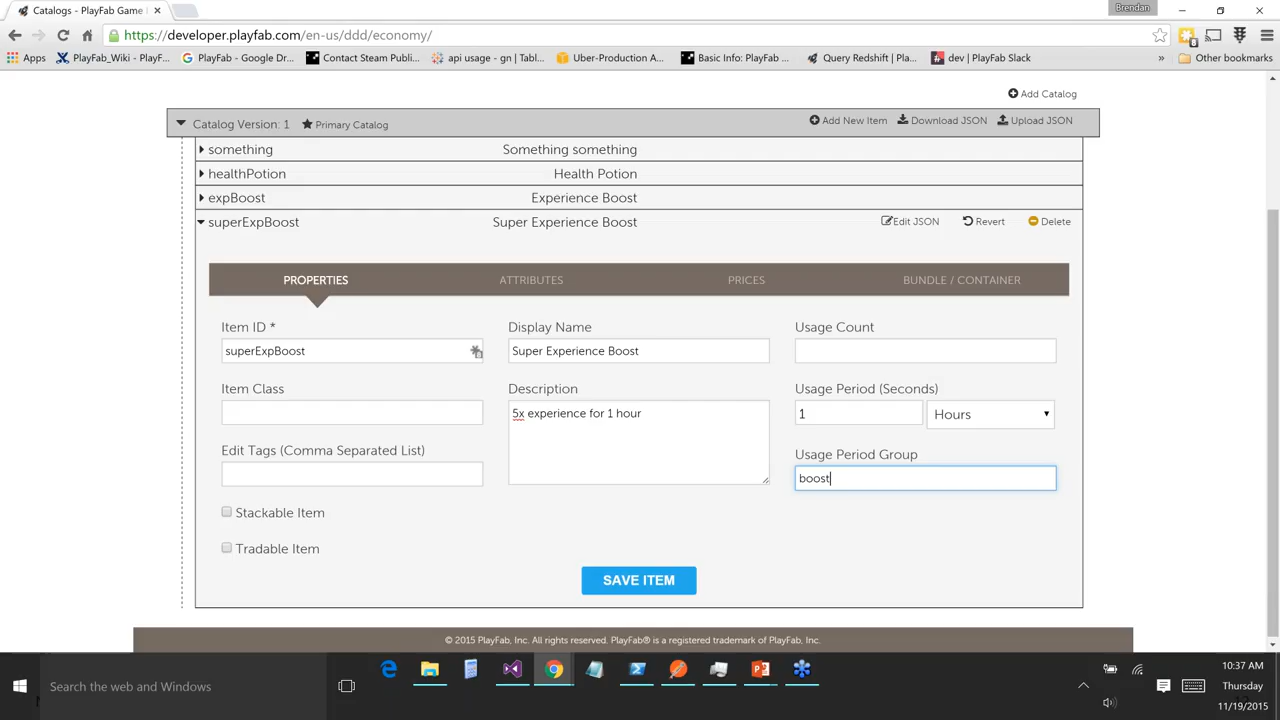 Catalogs - PlayFab Game
Brendan
https://developer.playfab.com/en-us/ddd/economy/
Apps PlayFab_Wiki - PlayF... PlayFab - Google Dr... Contact Steam Publi... api usage - gn | Tabl... Uber-Production A... Basic Info: PlayFab ... Query Redshift | Pla... dev | PlayFab Slack » Other bookmarks
Add Catalog
Catalog Version: 1 Primary Catalog Add New Item Download JSON Upload JSON
something Something something
healthPotion Health Potion
expBoost Experience Boost
superExpBoost Super Experience Boost Edit JSON Revert Delete
PROPERTIES ATTRIBUTES PRICES BUNDLE / CONTAINER
Item ID * Display Name Usage Count
superExpBoost Super Experience Boost
Item Class Description Usage Period (Seconds)
5x experience for 1 hour 1 Hours
Edit Tags (Comma Separated List) Usage Period Group
boost
Stackable Item
Tradable Item
SAVE ITEM
© 2015 PlayFab, Inc. All rights reserved. PlayFab® is a registered trademark of PlayFab, Inc.
Search the web and Windows
10:37 AM
Thursday
11/19/2015